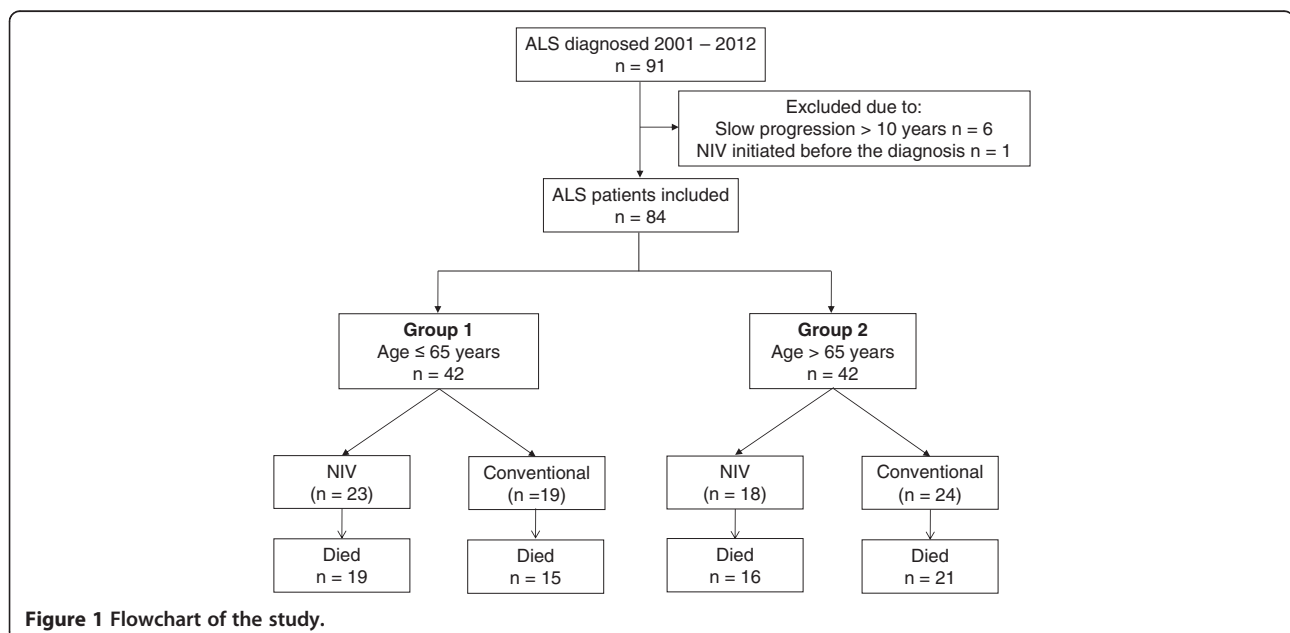 ALS diagnosed 2001 – 2012
n = 91
Excluded due to:
Slow progression > 10 years n = 6
NIV initiated before the diagnosis n = 1
ALS patients included
n = 84
Group 1
Age ≤ 65 years
n = 42
Group 2
Age > 65 years
n = 42
NIV
(n = 23)
Conventional
(n =19)
NIV
(n = 18)
Conventional
(n = 24)
Died
n = 19
Died
n = 15
Died
n = 16
Died
n = 21
Figure 1 Flowchart of the study.